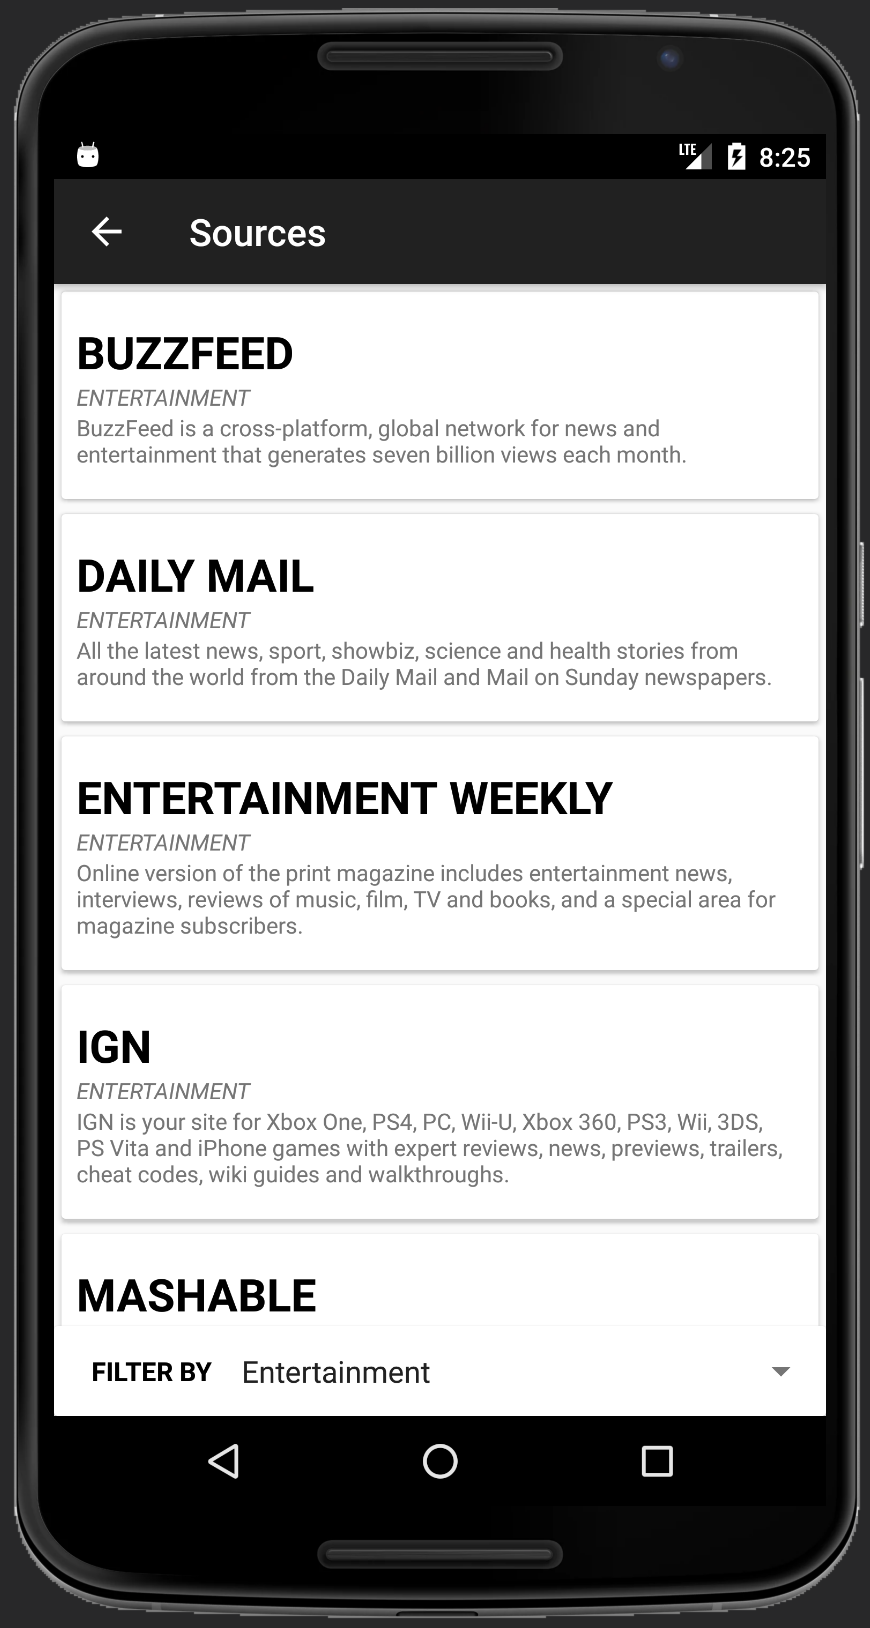 LTE 8:25
Sources
BUZZFEED
ENTERTAINMENT
BuzzFeed is a cross-platform, global network for news and
entertainment that generates seven billion views each month.
DAILY MAIL
ENTERTAINMENT
All the latest news, sport, showbiz, science and health stories from
around the world from the Daily Mail and Mail on Sunday newspapers.
ENTERTAINMENT WEEKLY
ENTERTAINMENT
Online version of the print magazine includes entertainment news,
interviews, reviews of music, film, TV and books, and a special area for
magazine subscribers.
IGN
ENTERTAINMENT
IGN is your site for Xbox One, PS4, PC, Wii-U, Xbox 360, PS3, Wii, 3DS,
PS Vita and iPhone games with expert reviews, news, previews, trailers,
cheat codes, wiki guides and walkthroughs.
MASHABLE
FILTER BY Entertainment